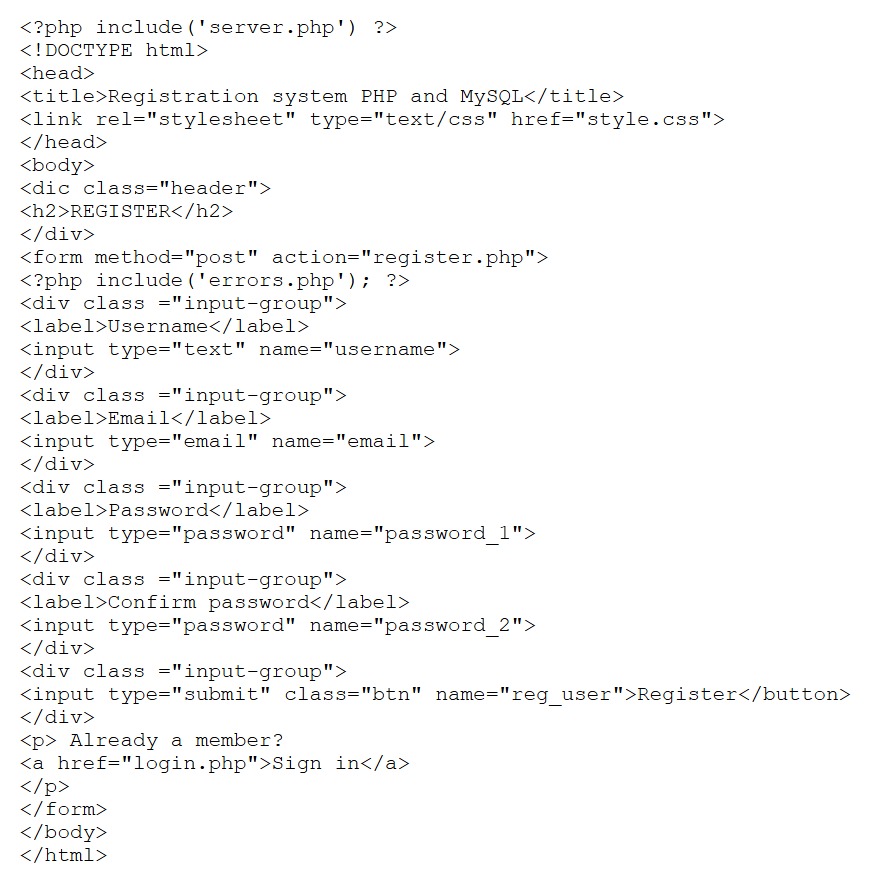 <?php include('server.php') ?>
<!DOCTYPE html>
<head>
<title>Registration system PHP and MySQL</title>
<link rel="stylesheet" type="text/css" href="style.css">
</head>
<body>
<dic class="header">
<h2>REGISTER</h2>
</div>
<form method="post" action="register.php">
<?php include('errors.php'); ?>
<div class ="input-group">
<label>Username</label>
<input type="text" name="username">
</div>
<div class ="input-group">
<label>Email</label>
<input type="email" name="email">
</div>
<div class ="input-group">
<label>Password</label>
<input type="password" name="password_1">
</div>
<div class ="input-group">
<label>Confirm password</label>
<input type="password" name="password_2">
</div>
<div class ="input-group">
<input type="submit" class="btn" name="reg_user">Register</button>
</div>
<p> Already a member?
<a href="login.php">Sign in</a>
</p>
</form>
</body>
</html>